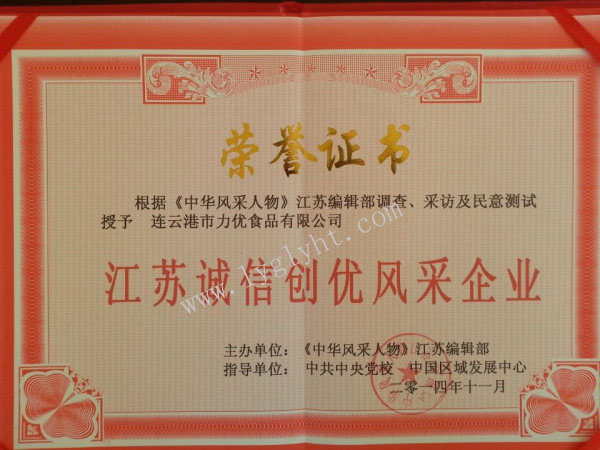 荣誉证书
根据《中华风采人物》江苏编辑部调查、采访及民意测试
授予 连云港市力优食品有限公司
江苏诚信创优风采企业
主办单位：《中华风采人物》江苏编辑部
指导单位： 中共中央党校 中国区域发展中心
二零一四年十一月
www.lyglyht.com